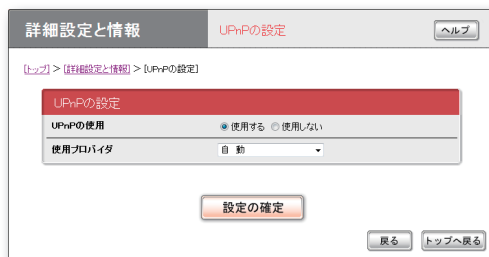 詳細設定と情報 UPnPの設定 ヘルプ
[トップ] > [詳細設定と情報] > [UPnPの設定]
UPnPの設定
UPnPの使用 使用する 使用しない
使用プロバイダ 自 動
設定の確定
戻る トップへ戻る